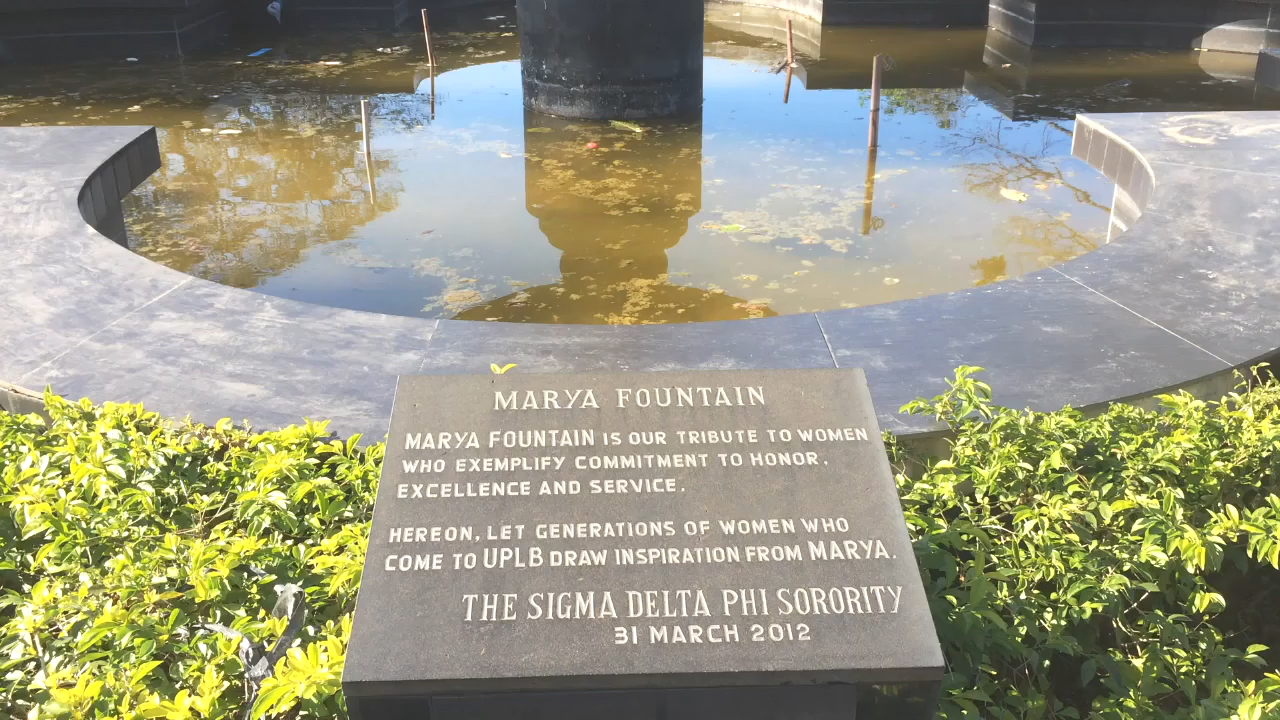 MARYA FOUNTAIN
MARYA FOUNTAIN IS OUR TRIBUTE TO WOMEN
WHO EXEMPLIFY COMMITMENT TO HONOR,
EXCELLENCE AND SERVICE.
HEREON, LET GENERATIONS OF WOMEN WHO
COME TO UPLB DRAW INSPIRATION FROM MARYA.
THE SIGMA DELTA PHI SORORITY
31 MARCH 2012